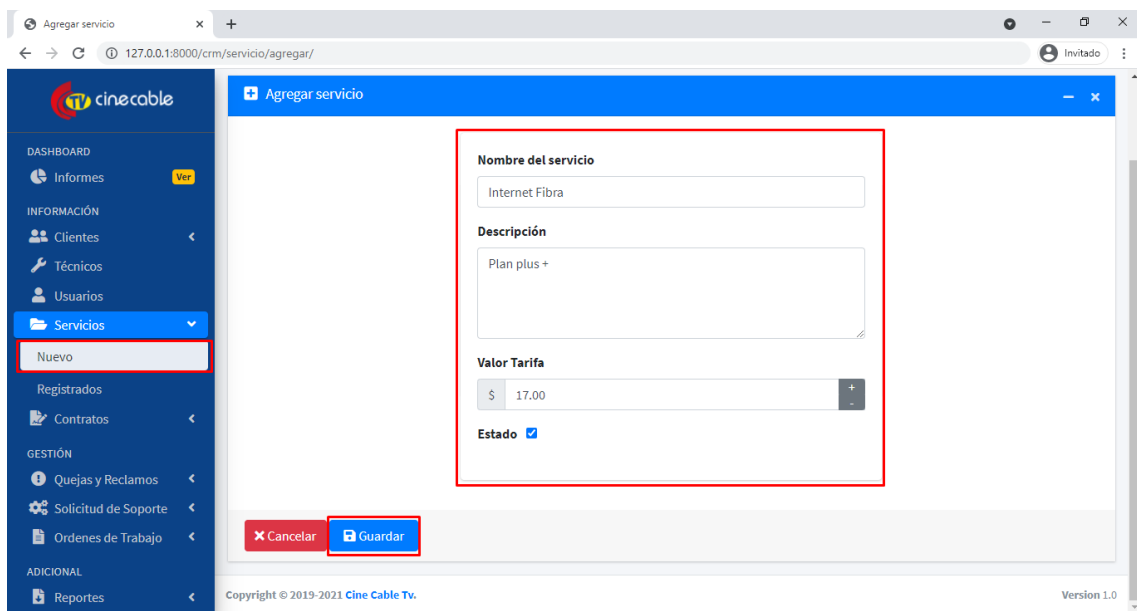 Agregar servicio
127.0.0.1:8000/crm/servicio/agregar/
Invitado
TV cinecable
DASHBOARD
Informes Ver
INFORMACIÓN
Clientes
Técnicos
Usuarios
Servicios
Nuevo
Registrados
Contratos
GESTIÓN
Quejas y Reclamos
Solicitud de Soporte
Ordenes de Trabajo
ADICIONAL
Reportes
Agregar servicio
Nombre del servicio
Internet Fibra
Descripción
Plan plus +
Valor Tarifa
$ 17.00 +
-
Estado
Cancelar Guardar
Copyright © 2019-2021 Cine Cable Tv. Version 1.0